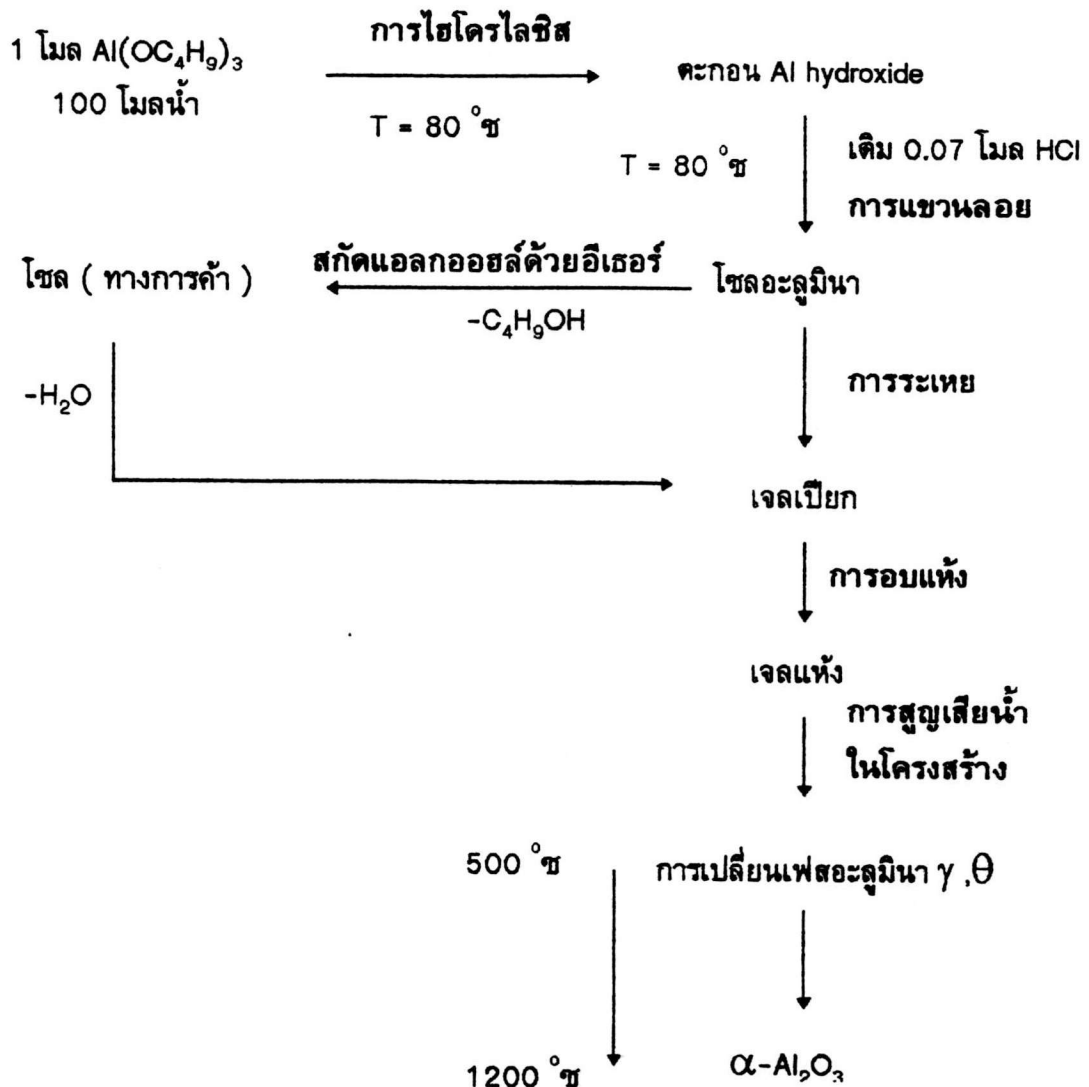 การไฮโดรไลซิส
1 โมล Al(OC₄H₉)₃
100 โมลน้ำ
ตะกอน Al hydroxide
T = 80 °ซ
T = 80 °ซ
เติม 0.07 โมล HCl
การแขวนลอย
โซล ( ทางการค้า )
สกัดแอลกออฮล์ด้วยอีเธอร์
โซลอะลูมินา
-C₄H₉OH
-H₂O
การระเหย
เจลเปียก
การอบแห้ง
เจลแห้ง
การสูญเสียน้ำ
ในโครงสร้าง
500 °ซ
การเปลี่ยนเฟสอะลูมินา γ ,θ
1200 °ซ
α-Al₂O₃